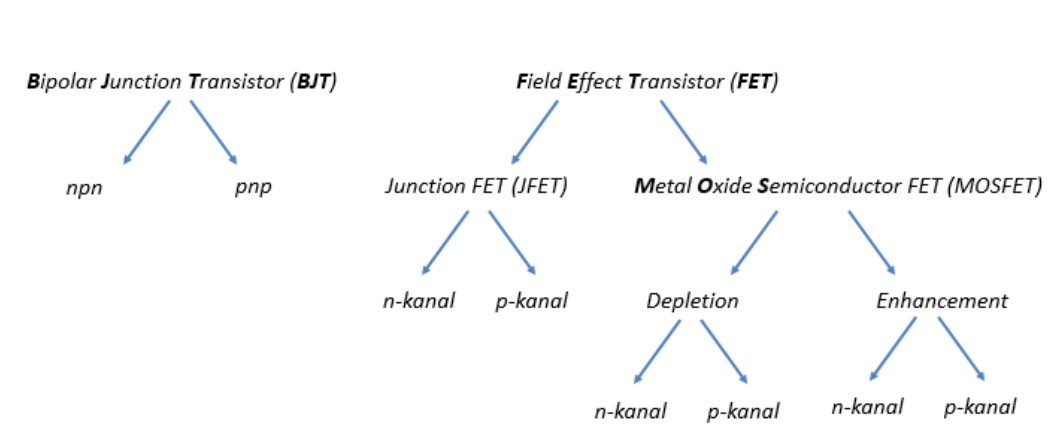 Bipolar Junction Transistor (BJT)
Field Effect Transistor (FET)
npn
pnp
Junction FET (JFET)
Metal Oxide Semiconductor FET (MOSFET)
n-kanal
p-kanal
Depletion
Enhancement
n-kanal
p-kanal
n-kanal
p-kanal